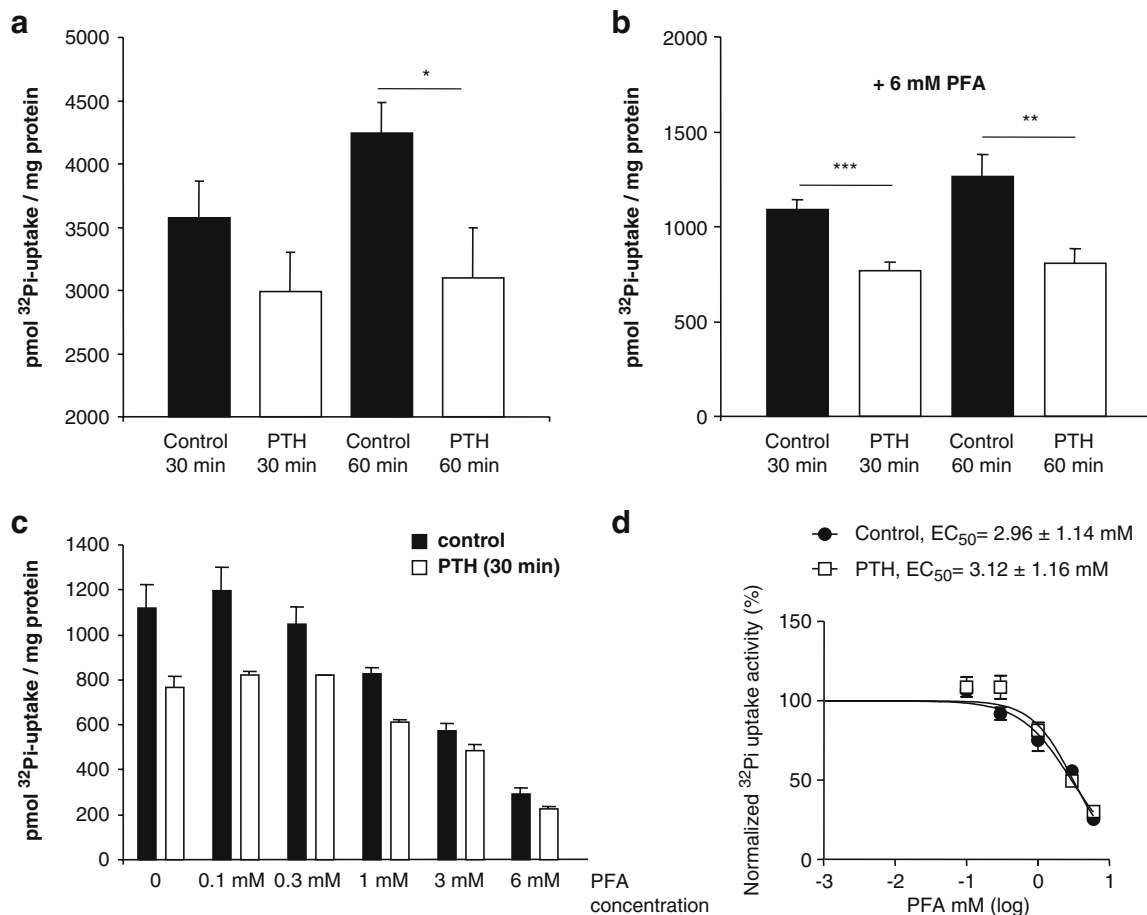 a
5000
4500
4000
3500
3000
2500
2000
pmol ³²Pi-uptake / mg protein
*
Control 30 min
PTH 30 min
Control 60 min
PTH 60 min
b
2000
1500
1000
500
0
pmol ³²Pi-uptake / mg protein
+ 6 mM PFA
***
**
Control 30 min
PTH 30 min
Control 60 min
PTH 60 min
c
1400
1200
1000
800
600
400
200
0
pmol ³²Pi-uptake / mg protein
control
PTH (30 min)
0 0.1 mM 0.3 mM 1 mM 3 mM 6 mM
PFA concentration
d
Control, EC₅₀= 2.96 ± 1.14 mM
PTH, EC₅₀= 3.12 ± 1.16 mM
150
100
50
0
Normalized ³²Pi uptake activity (%)
-3 -2 -1 0 1
PFA mM (log)